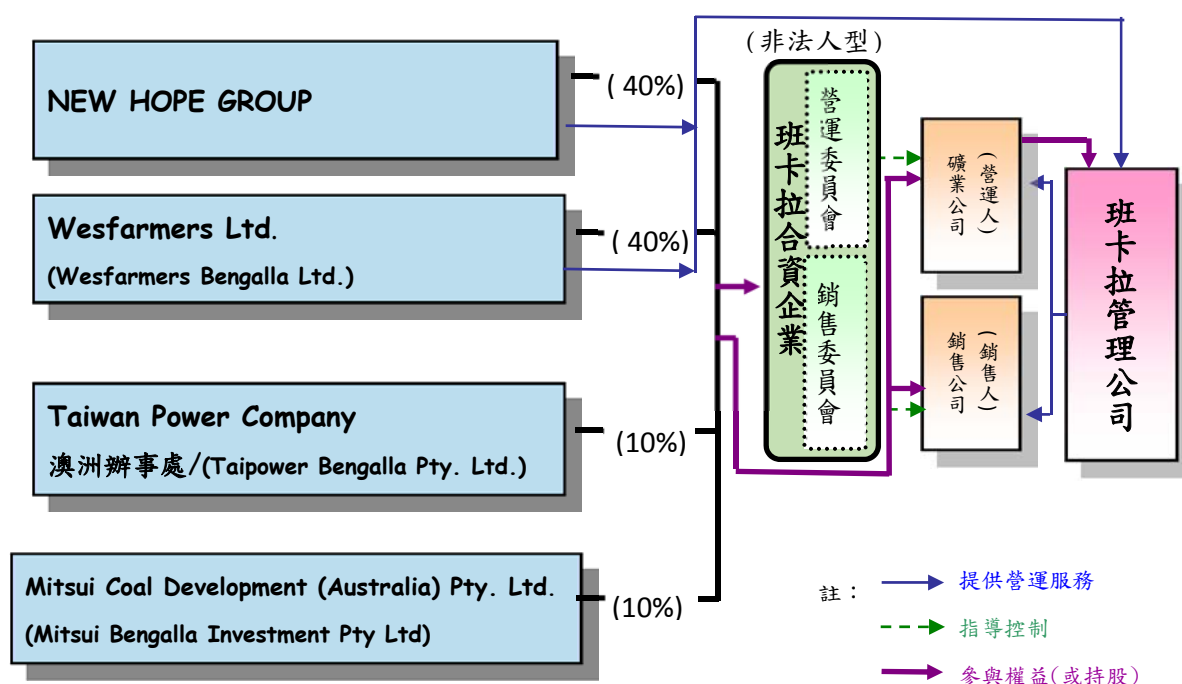 NEW HOPE GROUP
( 40%)
Wesfarmers Ltd.
(Wesfarmers Bengalla Ltd.)
( 40%)
Taiwan Power Company
澳洲辦事處/(Taipower Bengalla Pty. Ltd.)
(10%)
Mitsui Coal Development (Australia) Pty. Ltd.
(Mitsui Bengalla Investment Pty Ltd)
(10%)
(非法人型)
班卡拉合資企業
營運委員會
銷售委員會
(營運人)
礦業公司
(銷售人)
銷售公司
班卡拉管理公司
註：
提供營運服務
指導控制
參與權益(或持股)